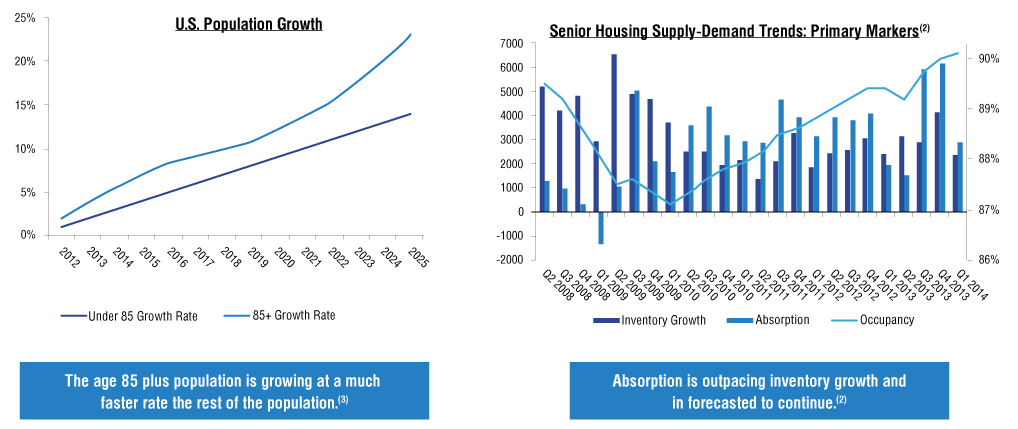 U.S. Population Growth
25%
20%
15%
10%
5%
0%
2012
2013
2014
2015
2016
2017
2018
2019
2020
2021
2022
2023
2024
2025
Under 85 Growth Rate
85+ Growth Rate
The age 85 plus population is growing at a much
faster rate the rest of the population.(3)
Senior Housing Supply-Demand Trends: Primary Markers(2)
7000
6000
5000
4000
3000
2000
1000
0
-1000
-2000
90%
89%
88%
87%
86%
Q2 2008
Q3 2008
Q4 2008
Q1 2009
Q2 2009
Q3 2009
Q4 2009
Q1 2010
Q2 2010
Q3 2010
Q4 2010
Q1 2011
Q2 2011
Q3 2011
Q4 2011
Q1 2012
Q2 2012
Q3 2012
Q4 2012
Q1 2013
Q2 2013
Q3 2013
Q4 2013
Q1 2014
Inventory Growth
Absorption
Occupancy
Absorption is outpacing inventory growth and
in forecasted to continue.(2)